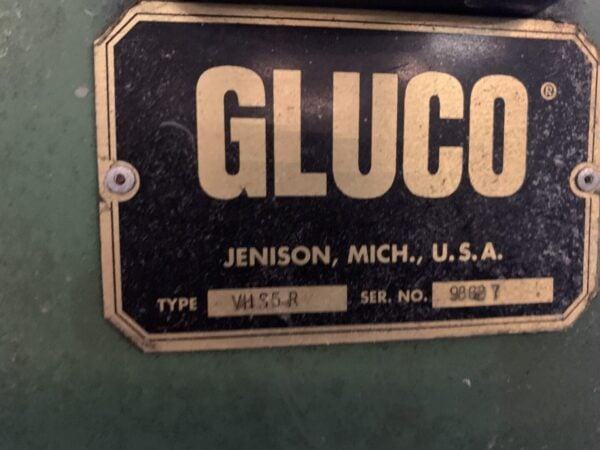 GLUCO®
JENISON, MICH., U.S.A.
TYPE SER. NO.